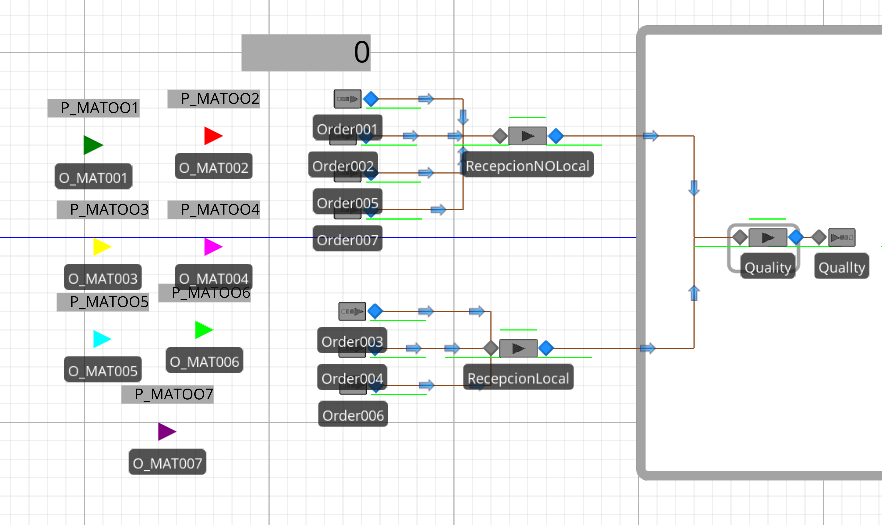 0
P_MATOO1
P_MATOO2
O_MAT001
O_MAT002
P_MATOO3
P_MATOO4
O_MAT003
O_MAT004
P_MATOO5
P_MATOO6
O_MAT005
O_MAT006
P_MATOO7
O_MAT007
Order001
Order002
Order005
Order007
RecepcionNOLocal
Order003
Order004
Order006
RecepcionLocal
Quality
Quallty